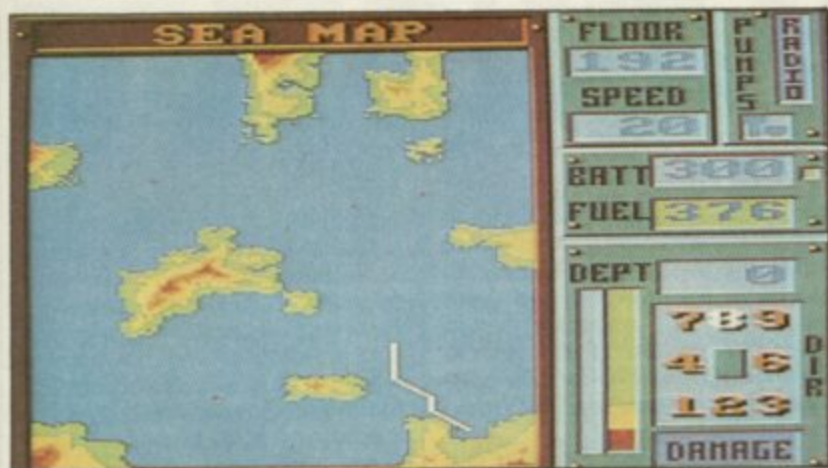 SEA MAP
FLOOR
192
SPEED
20
PUMPS
RADIO
BATT 300
FUEL 376
DEPT 0
789
4 6
123
DIR
DAMAGE